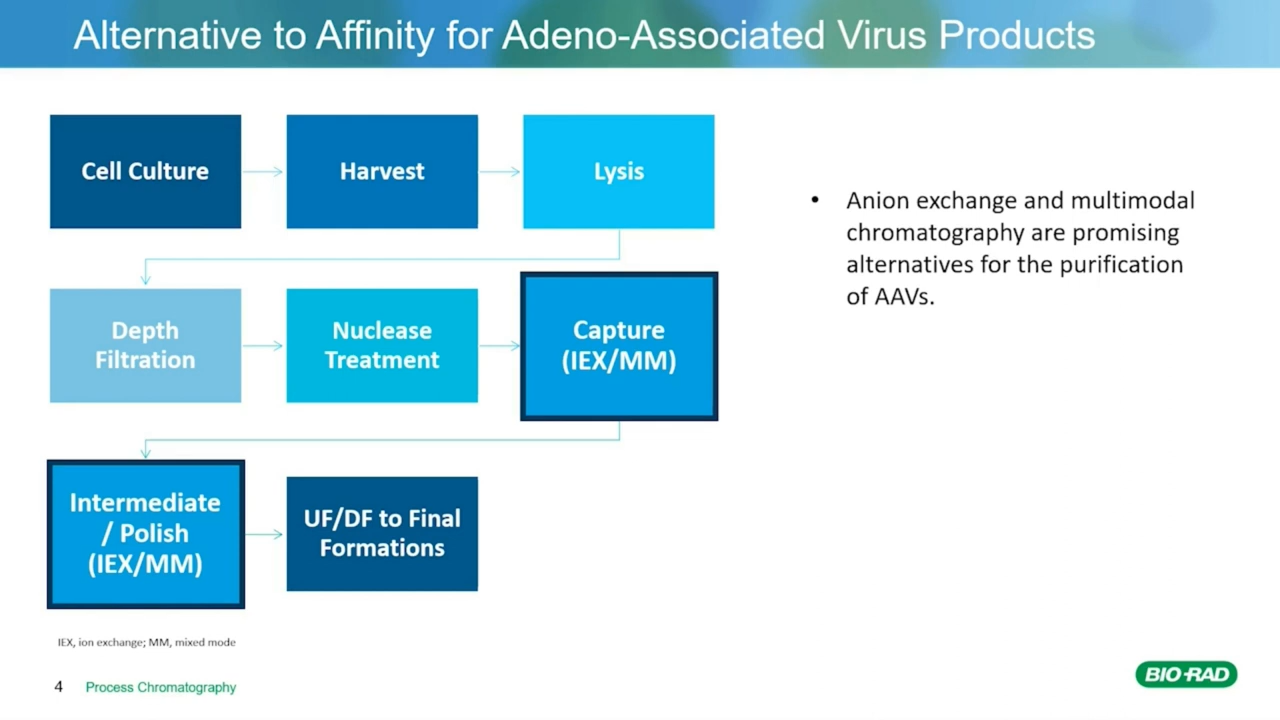 Alternative to Affinity for Adeno-Associated Virus Products
Cell Culture
Harvest
Lysis
Depth
Filtration
Nuclease
Treatment
Capture
(IEX/MM)
Intermediate
/ Polish
(IEX/MM)
UF/DF to Final
Formations
• Anion exchange and multimodal
chromatography are promising
alternatives for the purification
of AAVs.
IEX, ion exchange; MM, mixed mode
4 Process Chromatography
BIO-RAD